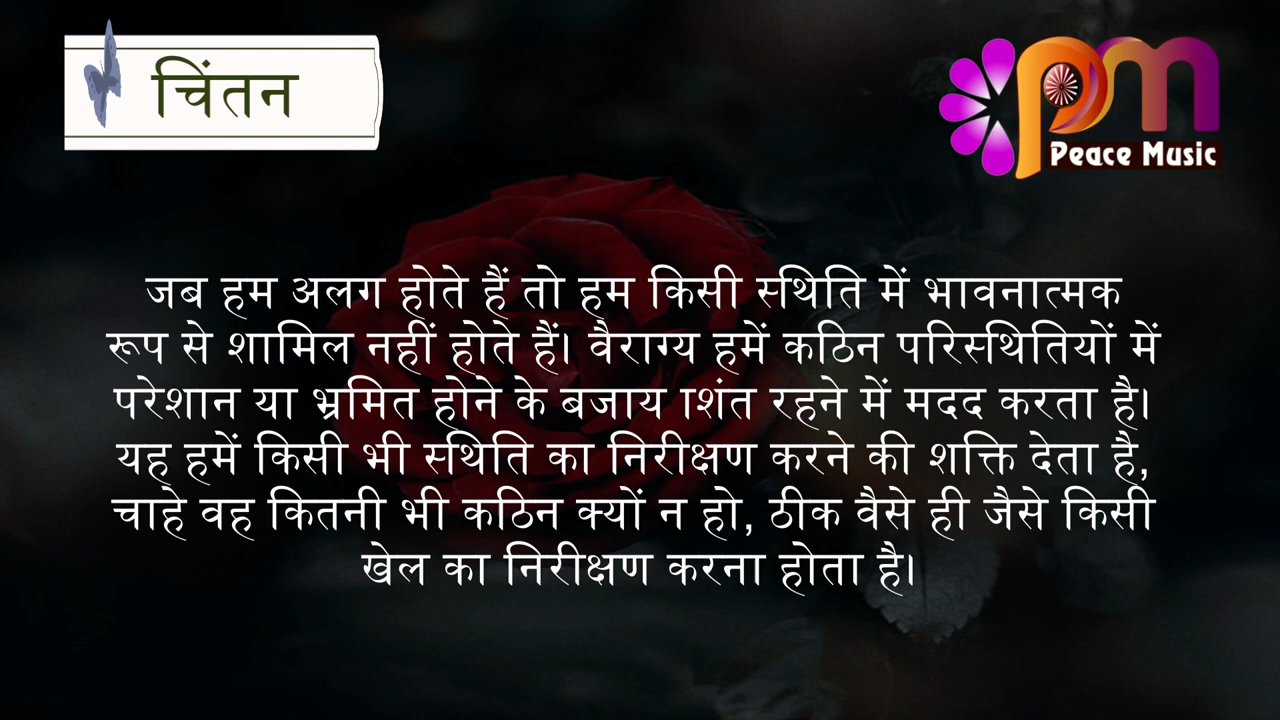 चिंतन
pm
Peace Music
जब हम अलग होते हैं तो हम किसी स्थिति में भावनात्मक
रूप से शामिल नहीं होते हैं। वैराग्य हमें कठिन परिस्थितियों में
परेशान या भ्रमित होने के बजाय ाशंत रहने में मदद करता है।
यह हमें किसी भी स्थिति का निरीक्षण करने की शक्ति देता है,
चाहे वह कितनी भी कठिन क्यों न हो, ठीक वैसे ही जैसे किसी
खेल का निरीक्षण करना होता है।